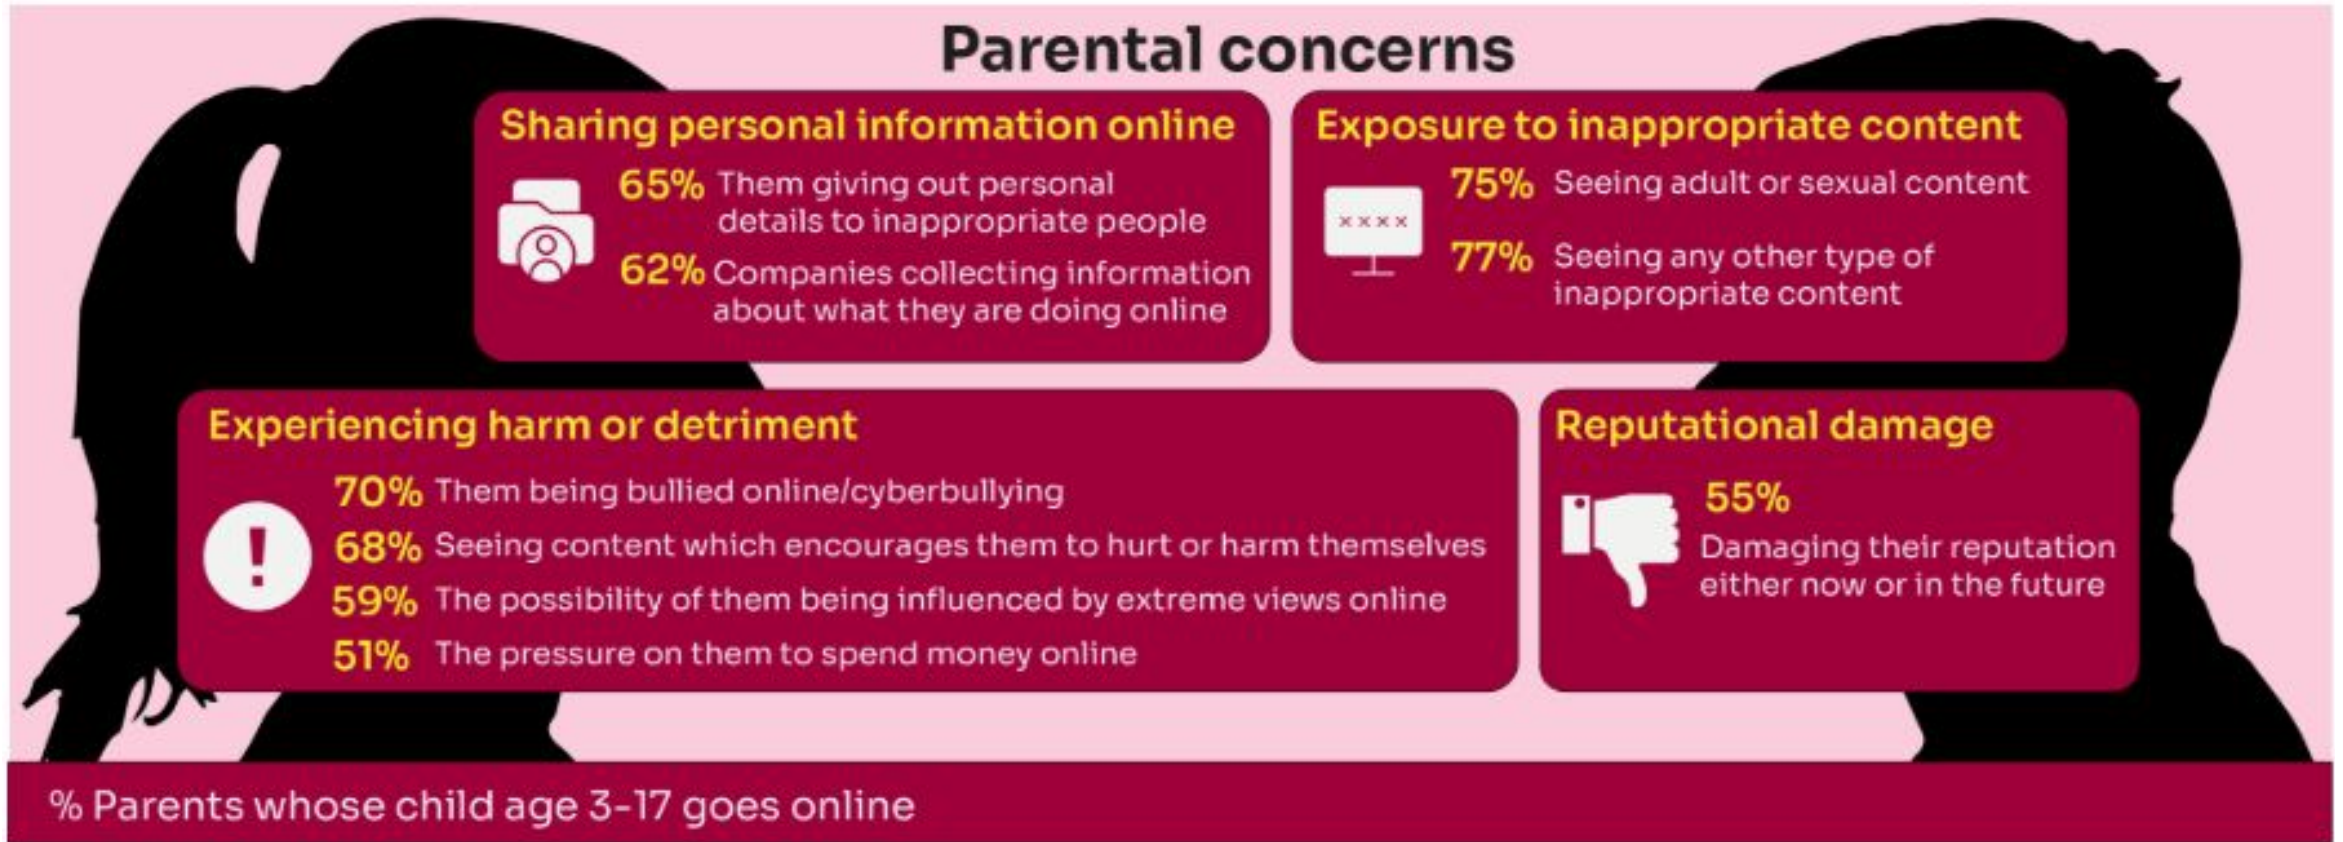 Parental concerns
Sharing personal information online
65% Them giving out personal
details to inappropriate people
62% Companies collecting information
about what they are doing online
Exposure to inappropriate content
xxxx
75% Seeing adult or sexual content
77% Seeing any other type of
inappropriate content
Experiencing harm or detriment
!
70% Them being bullied online/cyberbullying
68% Seeing content which encourages them to hurt or harm themselves
59% The possibility of them being influenced by extreme views online
51% The pressure on them to spend money online
Reputational damage
55%
Damaging their reputation
either now or in the future
% Parents whose child age 3-17 goes online